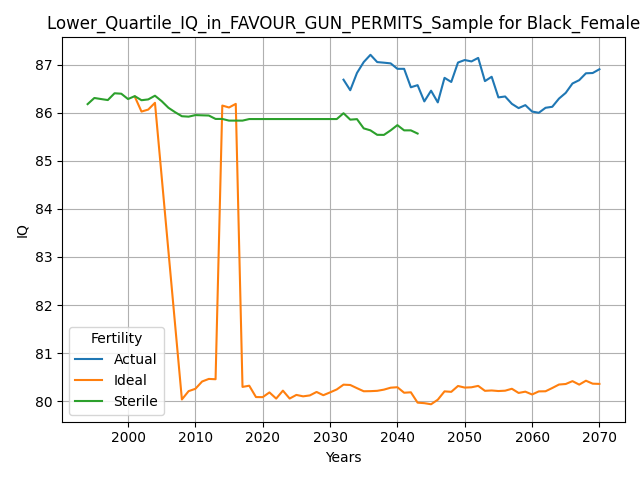 Lower_Quartile_IQ_in_FAVOUR_GUN_PERMITS_Sample for Black_Female
87
86
85
84
83
82
81
80
IQ
Fertility
Actual
Ideal
Sterile
2000 2010 2020 2030 2040 2050 2060 2070
Years